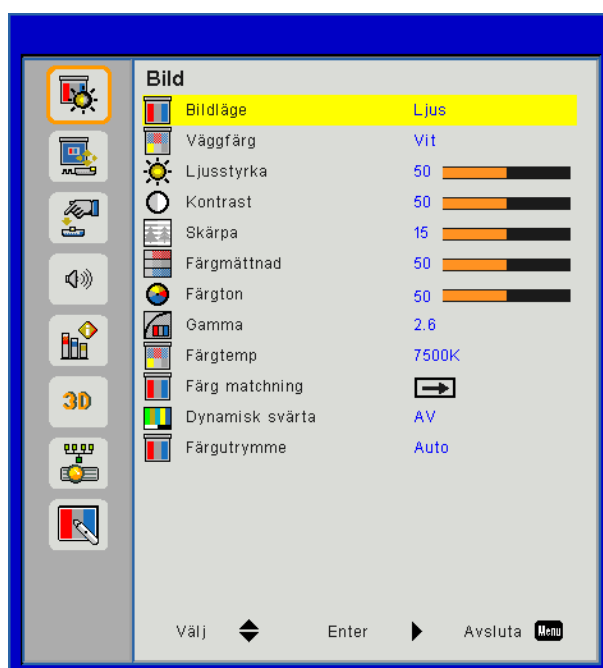 Bild
Bildläge Ljus
Väggfärg Vit
Ljusstyrka 50
Kontrast 50
Skärpa 15
Färgmättnad 50
Färgton 50
Gamma 2.6
Färgtemp 7500K
Färg matchning
Dynamisk svärta AV
Färgutrymme Auto
3D
Välj Enter Avsluta Menu